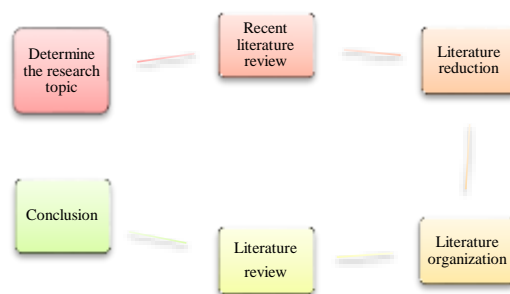 Determine
the research
topic
Recent
literature
review
Literature
reduction
Literature
organization
Literature
review
Conclusion